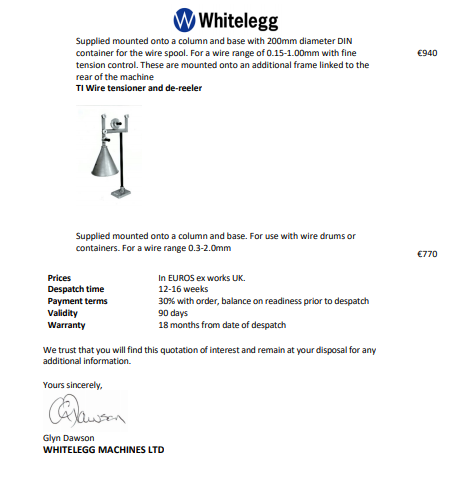 Whitelegg
Supplied mounted onto a column and base with 200mm diameter DIN
container for the wire spool. For a wire range of 0.15-1.00mm with fine
tension control. These are mounted onto an additional frame linked to the
rear of the machine
€940
TI Wire tensioner and de-reeler
Supplied mounted onto a column and base. For use with wire drums or
containers. For a wire range 0.3-2.0mm
€770
Prices In EUROS ex works UK.
Despatch time 12-16 weeks
Payment terms 30% with order, balance on readiness prior to despatch
Validity 90 days
Warranty 18 months from date of despatch
We trust that you will find this quotation of interest and remain at your disposal for any
additional information.
Yours sincerely,
G Dawson
Glyn Dawson
WHITELEGG MACHINES LTD